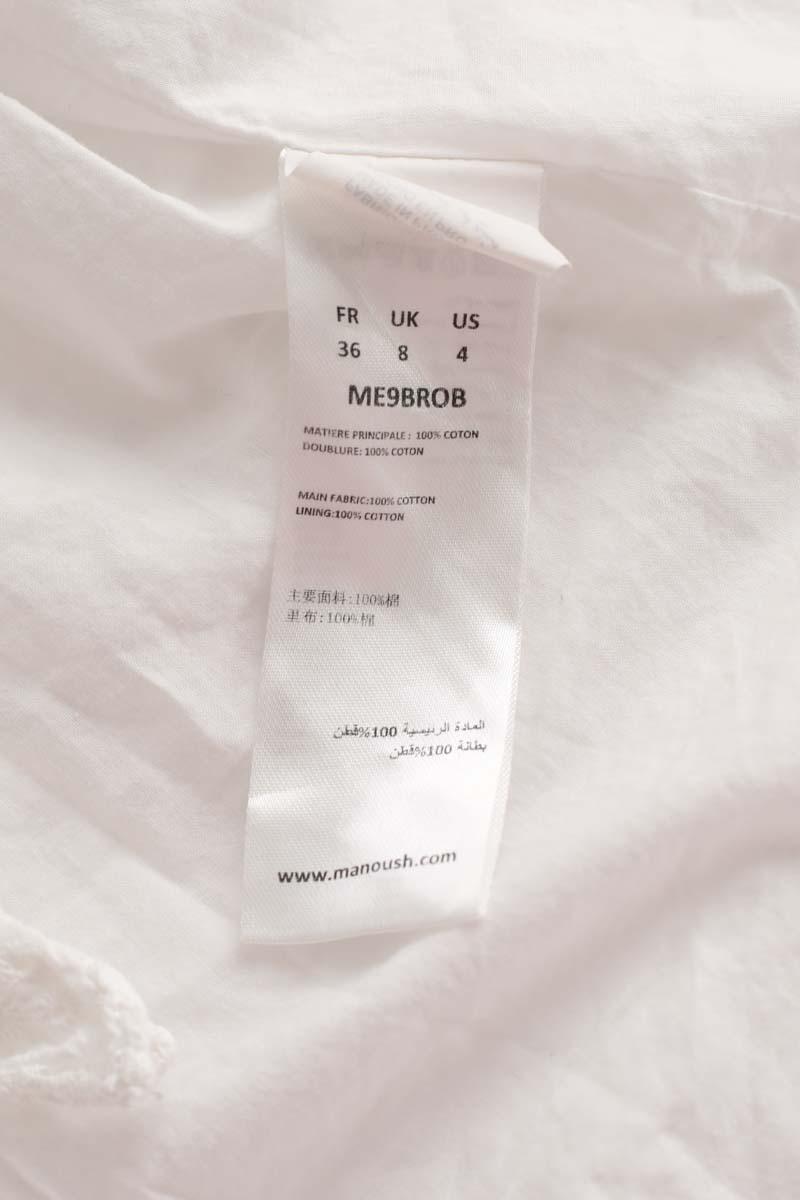 FR UK US
36 8 4
ME9BROB
MATIERE PRINCIPALE : 100% COTON
DOUBLURE: 100% COTON
MAIN FABRIC:100% COTTON
LINING:100% COTTON
主要面料:100%棉
里布:100%棉
المادة الرييسية 100%قطن
بطانة 100%قطن
www.manoush.com